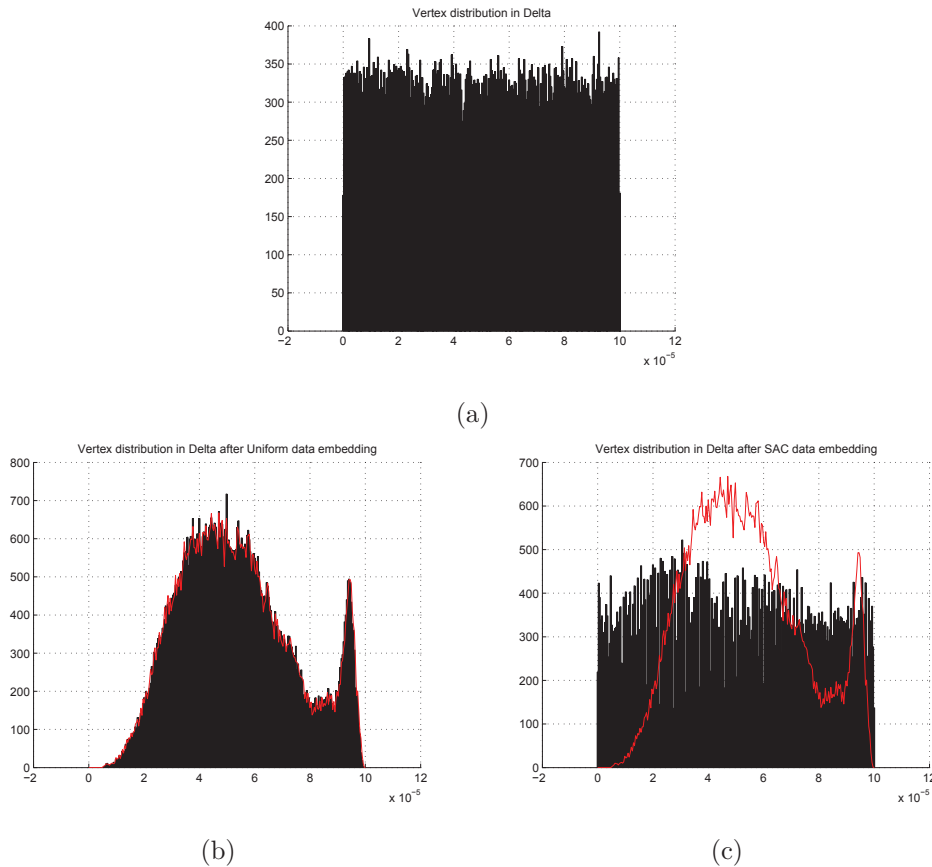 Vertex distribution in Delta
400
350
300
250
200
150
100
50
0
−2 0 2 4 6 8 10 12
x 10⁻⁵
(a)
Vertex distribution in Delta after Uniform data embedding
800
700
600
500
400
300
200
100
0
−2 0 2 4 6 8 10 12
x 10⁻⁵
(b)
Vertex distribution in Delta after SAC data embedding
700
600
500
400
300
200
100
0
−2 0 2 4 6 8 10 12
x 10⁻⁵
(c)